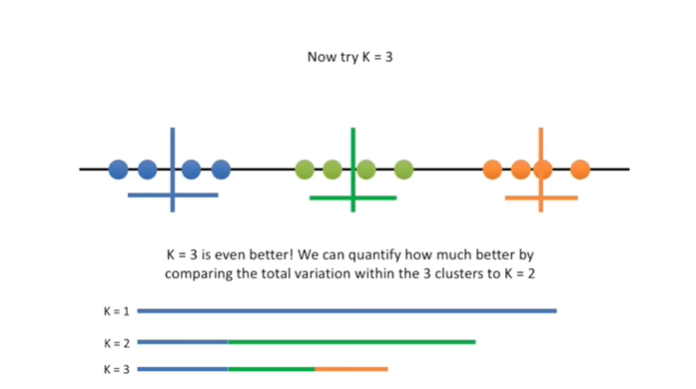 Now try K = 3
K = 3 is even better! We can quantify how much better by
comparing the total variation within the 3 clusters to K = 2
K = 1
K = 2
K = 3